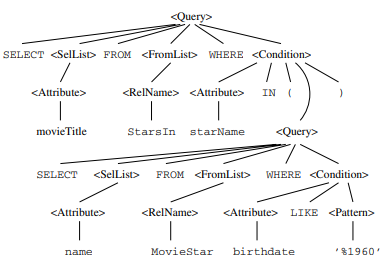 <Query>
SELECT <SelList> FROM <FromList> WHERE <Condition>
<Attribute> <RelName> <Attribute> IN ( )
movieTitle StarsIn starName <Query>
SELECT <SelList> FROM <FromList> WHERE <Condition>
<Attribute> <RelName> <Attribute> LIKE <Pattern>
name MovieStar birthdate '%1960'